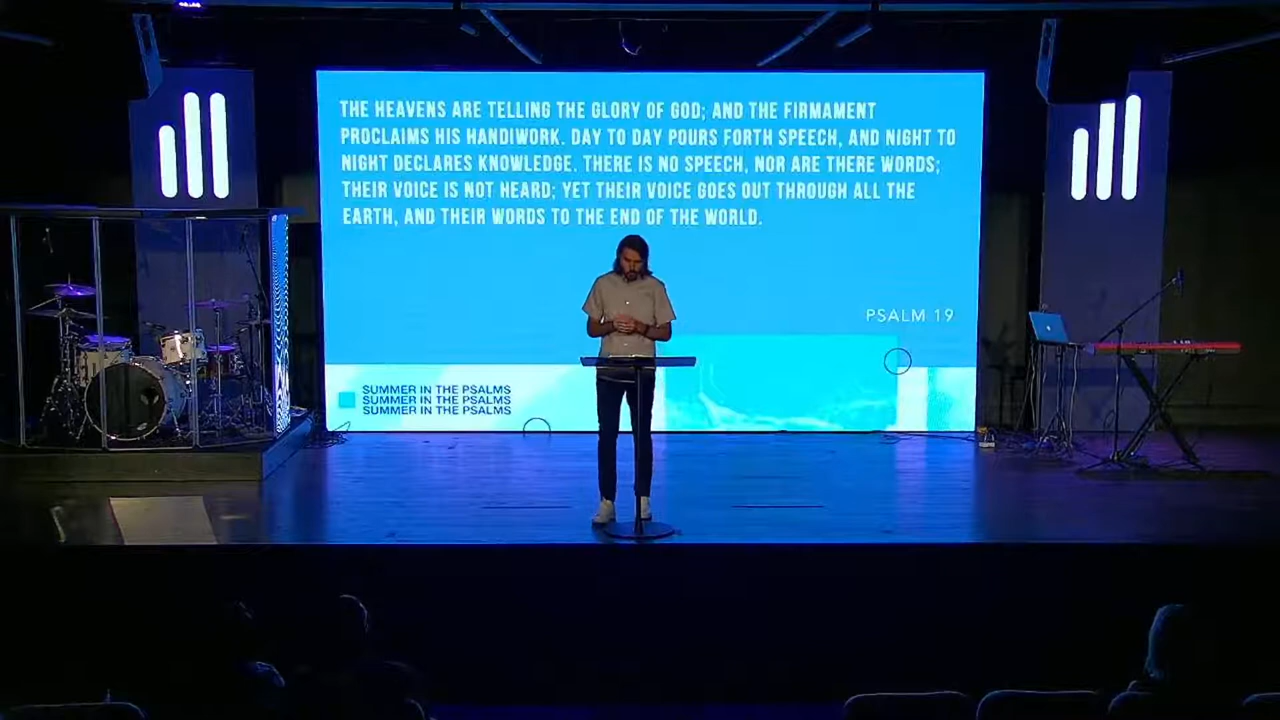 THE HEAVENS ARE TELLING THE GLORY OF GOD; AND THE FIRMAMENT
PROCLAIMS HIS HANDIWORK. DAY TO DAY POURS FORTH SPEECH, AND NIGHT TO
NIGHT DECLARES KNOWLEDGE. THERE IS NO SPEECH, NOR ARE THERE WORDS;
THEIR VOICE IS NOT HEARD; YET THEIR VOICE GOES OUT THROUGH ALL THE
EARTH, AND THEIR WORDS TO THE END OF THE WORLD.
PSALM 19
SUMMER IN THE PSALMS
SUMMER IN THE PSALMS
SUMMER IN THE PSALMS